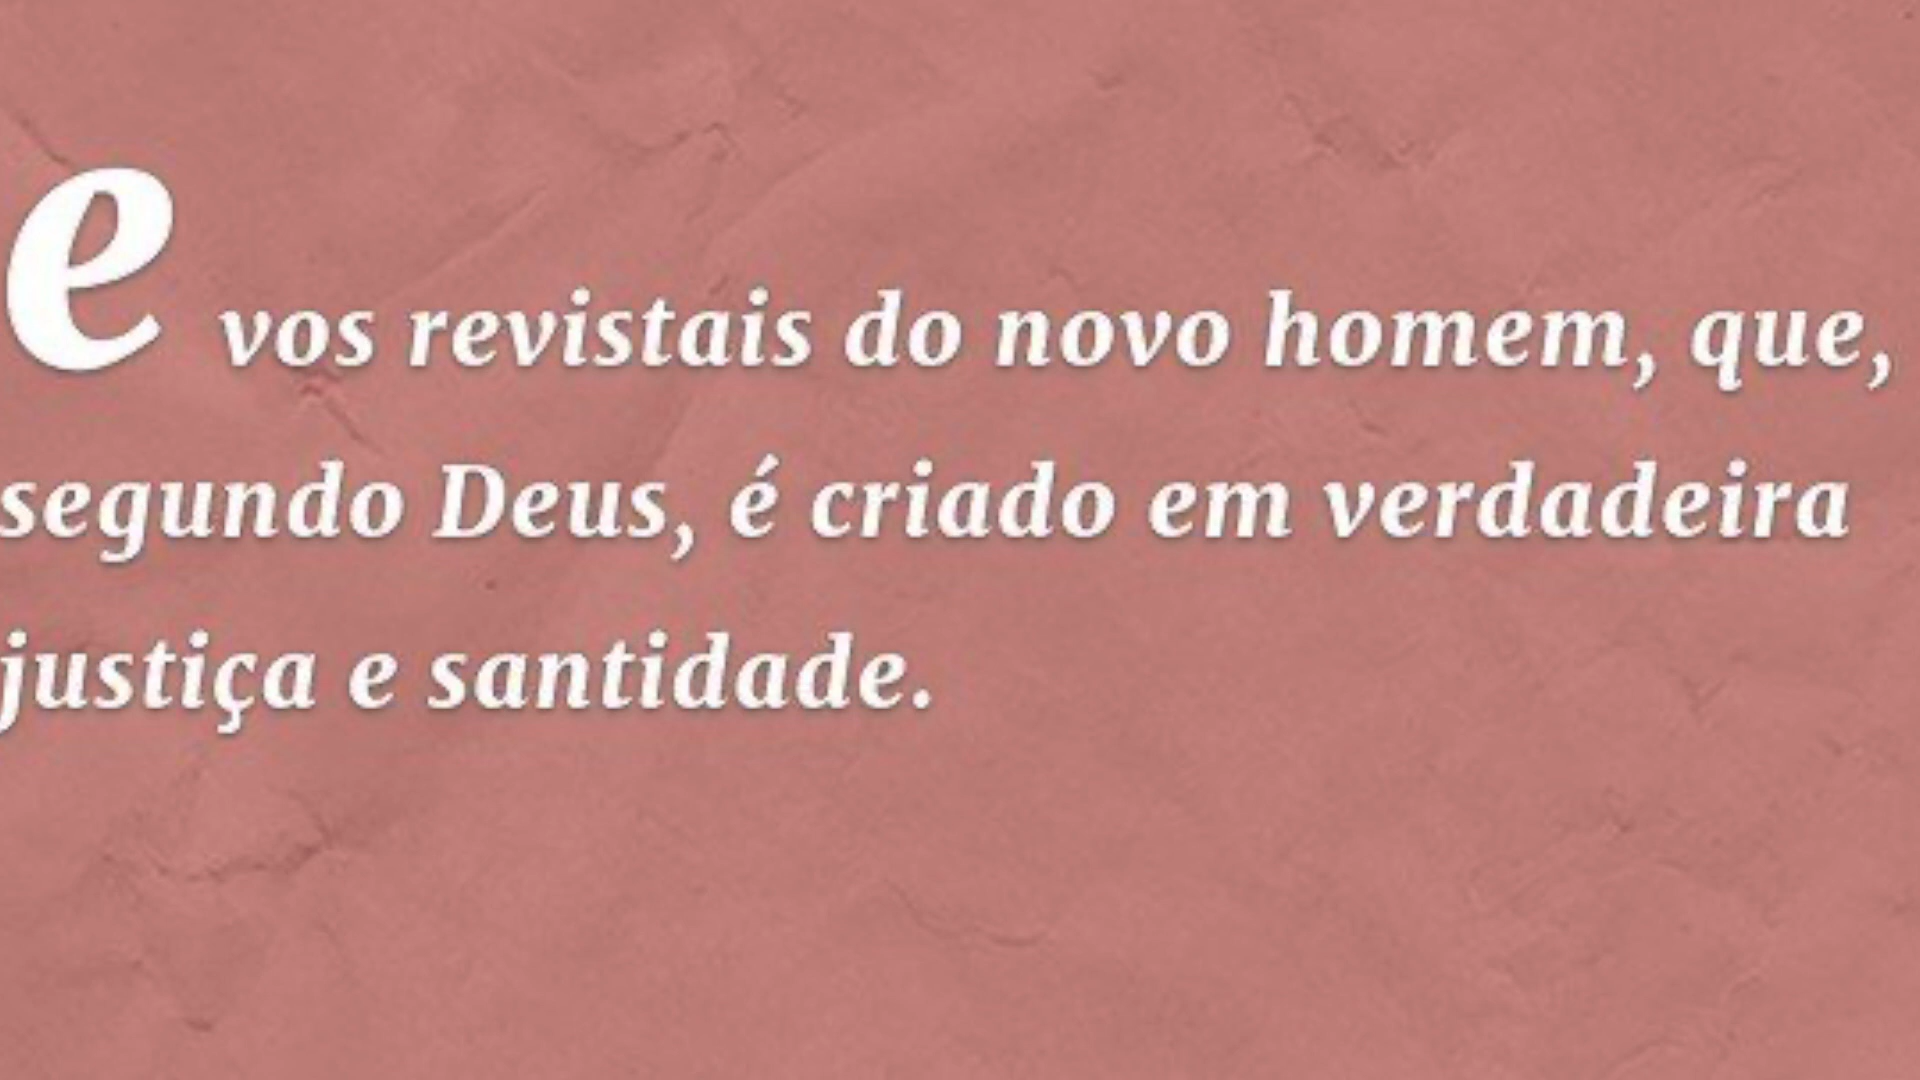 e vos revistais do novo homem, que,
segundo Deus, é criado em verdadeira
justiça e santidade.